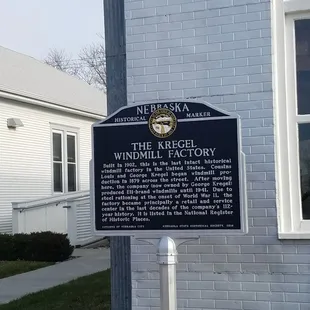 NEBRASKA
HISTORICAL MARKER
THE KREGEL
WINDMILL FACTORY
Built in 1902, this is the last intact historical
windmill factory in the United States. Cousins
Louis and George Kregel began windmill pro-
duction in 1879 across the street. After moving
here, the company (now owned by George Kregel)
produced Eli brand windmills until 1941. Due to
steel rationing at the onset of World War II, the
factory became principally a retail and service
center in the last decades of the company's 112-
year history. It is listed in the National Register
of Historic Places.